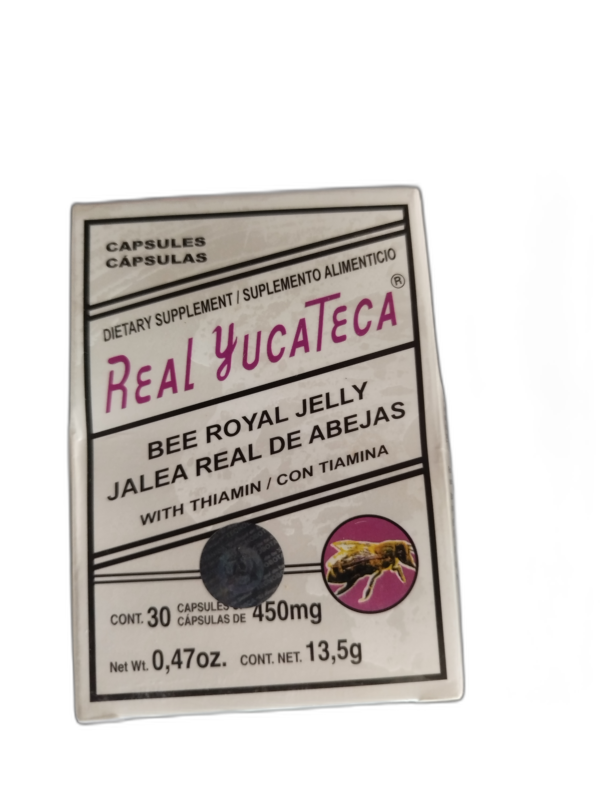 CAPSULES
CÁPSULAS
DIETARY SUPPLEMENT / SUPLEMENTO ALIMENTICIO
REAL YUCATECA ®
BEE ROYAL JELLY
JALEA REAL DE ABEJAS
WITH THIAMIN / CON TIAMINA
CONT. 30 CAPSULES
CÁPSULAS DE 450mg
Net Wt. 0,47oz. CONT. NET. 13,5g